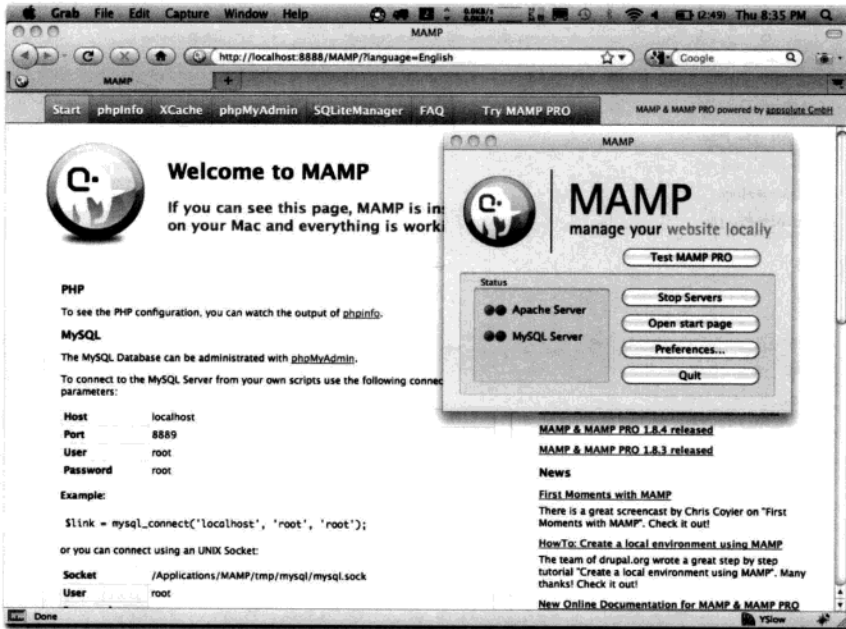 Grab File Edit Capture Window Help
(2:49) Thu 8:35 PM
MAMP
http://localhost:8888/MAMP/?language=English
Google
MAMP
Start phpInfo XCache phpMyAdmin SQLiteManager FAQ Try MAMP PRO
MAMP & MAMP PRO powered by appsolute GmbH
Welcome to MAMP
If you can see this page, MAMP is ins
on your Mac and everything is worki
PHP
To see the PHP configuration, you can watch the output of phpinfo.
MySQL
The MySQL Database can be administrated with phpMyAdmin.
To connect to the MySQL Server from your own scripts use the following connec
parameters:
Host localhost
Port 8889
User root
Password root
Example:
$link = mysql_connect('localhost', 'root', 'root');
or you can connect using an UNIX Socket:
Socket /Applications/MAMP/tmp/mysql/mysql.sock
User root
MAMP
MAMP
manage your website locally
Test MAMP PRO
Status
Apache Server
MySQL Server
Stop Servers
Open start page
Preferences...
Quit
MAMP & MAMP PRO 1.8.4 released
MAMP & MAMP PRO 1.8.3 released
News
First Moments with MAMP
There is a great screencast by Chris Coyier on "First
Moments with MAMP". Check it out!
HowTo: Create a local environment using MAMP
The team of drupal.org wrote a great step by step
tutorial "Create a local environment using MAMP". Many
thanks! Check it out!
New Online Documentation for MAMP & MAMP PRO
Done
YSlow